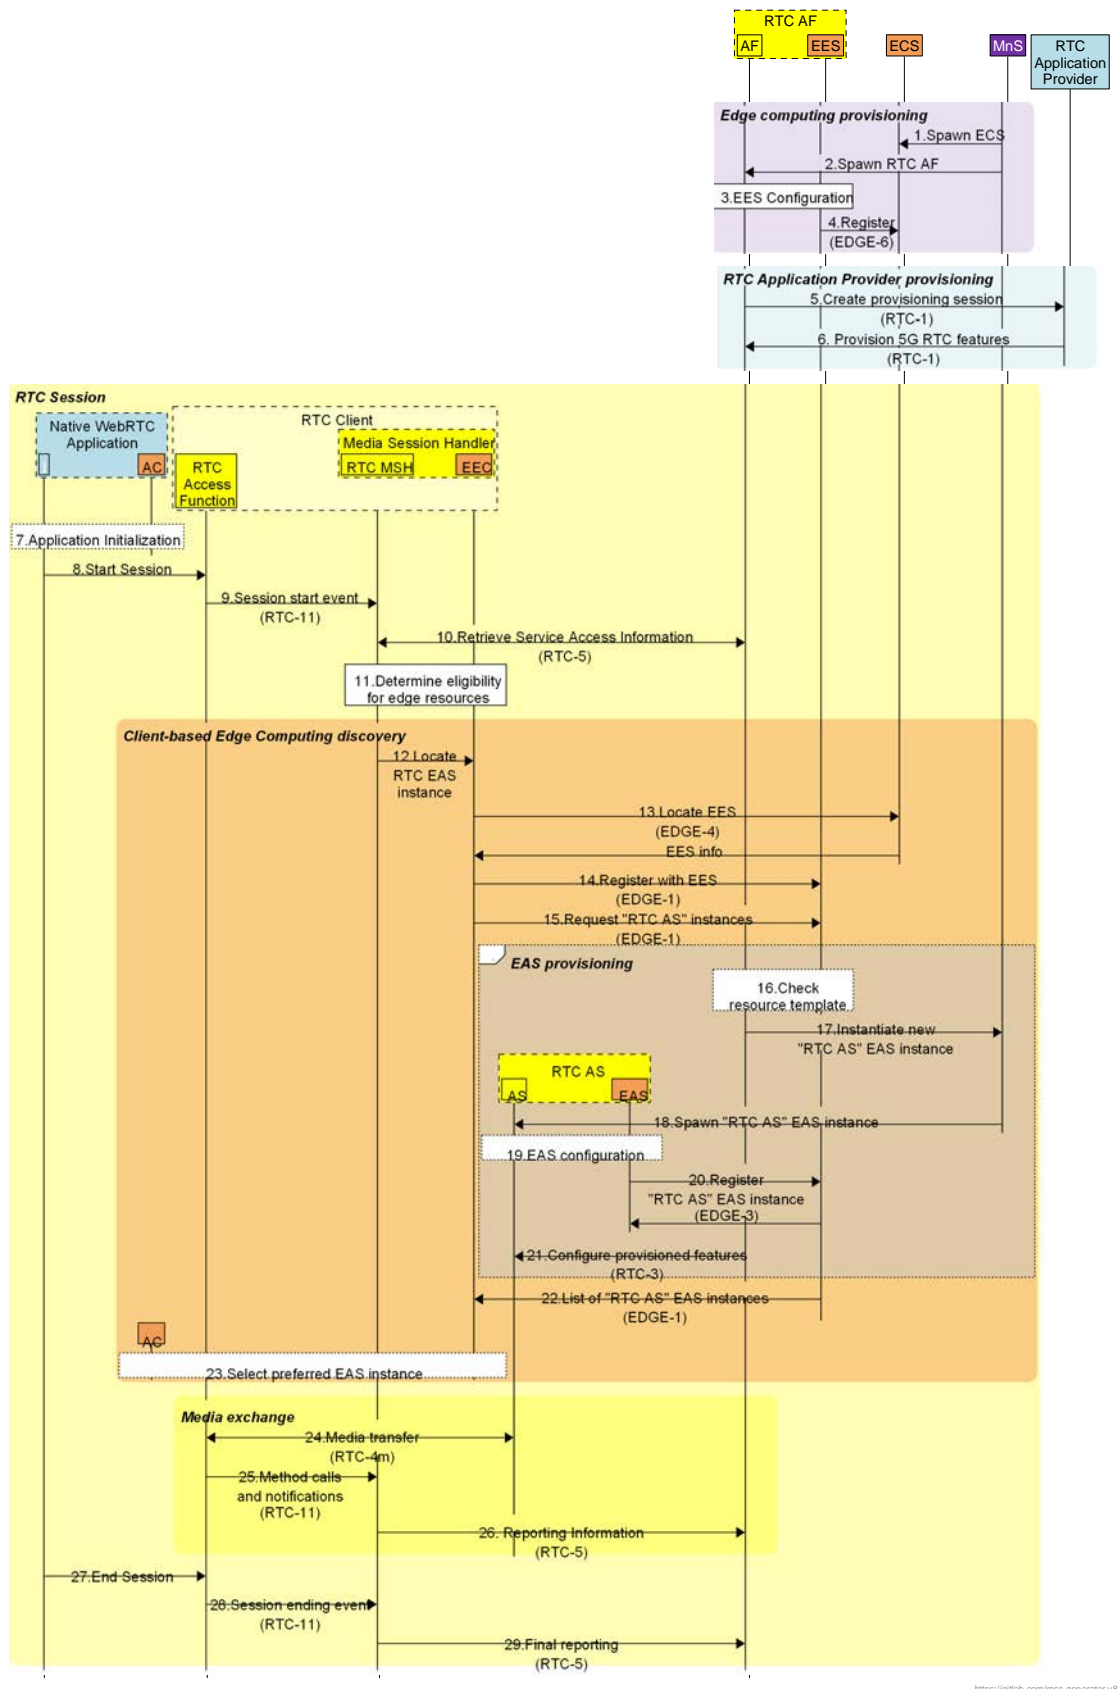 RTC AF
AF
EES
ECS
MnS
RTC
Application
Provider
Edge computing provisioning
1.Spawn ECS
2.Spawn RTC AF
3.EES Configuration
4.Register
(EDGE-6)
RTC Application Provider provisioning
5.Create provisioning session
(RTC-1)
6. Provision 5G RTC features
(RTC-1)
RTC Session
Native WebRTC
Application
AC
RTC Client
RTC
Access
Function
Media Session Handler
RTC MSH
EEC
7.Application Initialization
8.Start Session
9.Session start event
(RTC-11)
10.Retrieve Service Access Information
(RTC-5)
11.Determine eligibility
for edge resources
Client-based Edge Computing discovery
12.Locate
RTC EAS
instance
13.Locate EES
(EDGE-4)
EES info
14.Register with EES
(EDGE-1)
15.Request "RTC AS" instances
(EDGE-1)
EAS provisioning
16.Check
resource template
17.Instantiate new
"RTC AS" EAS instance
RTC AS
AS
EAS
18.Spawn "RTC AS" EAS instance
19.EAS configuration
20.Register
"RTC AS" EAS instance
(EDGE-3)
21.Configure provisioned features
(RTC-3)
22.List of "RTC AS" EAS instances
(EDGE-1)
AC
23.Select preferred EAS instance
Media exchange
24.Media transfer
(RTC-4m)
25.Method calls
and notifications
(RTC-11)
26. Reporting Information
(RTC-5)
27.End Session
28.Session ending event
(RTC-11)
29.Final reporting
(RTC-5)